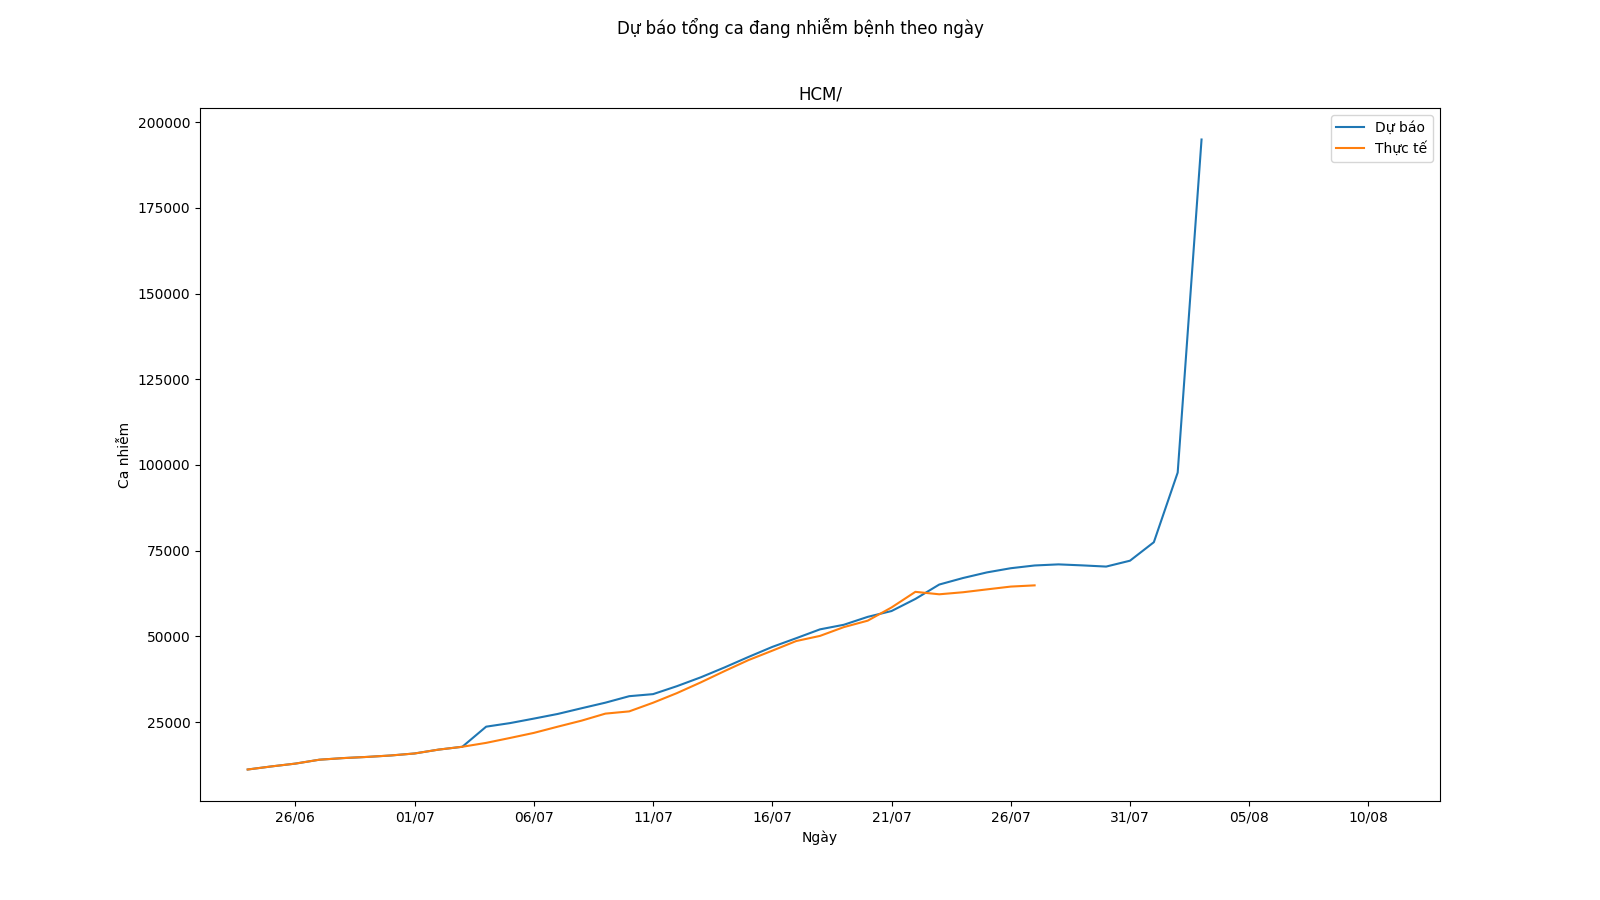 Dự báo tổng ca đang nhiễm bệnh theo ngày
HCM/
Dự báo
Thực tế
200000
175000
150000
125000
100000
75000
50000
25000
Ca nhiễm
26/06 01/07 06/07 11/07 16/07 21/07 26/07 31/07 05/08 10/08
Ngày